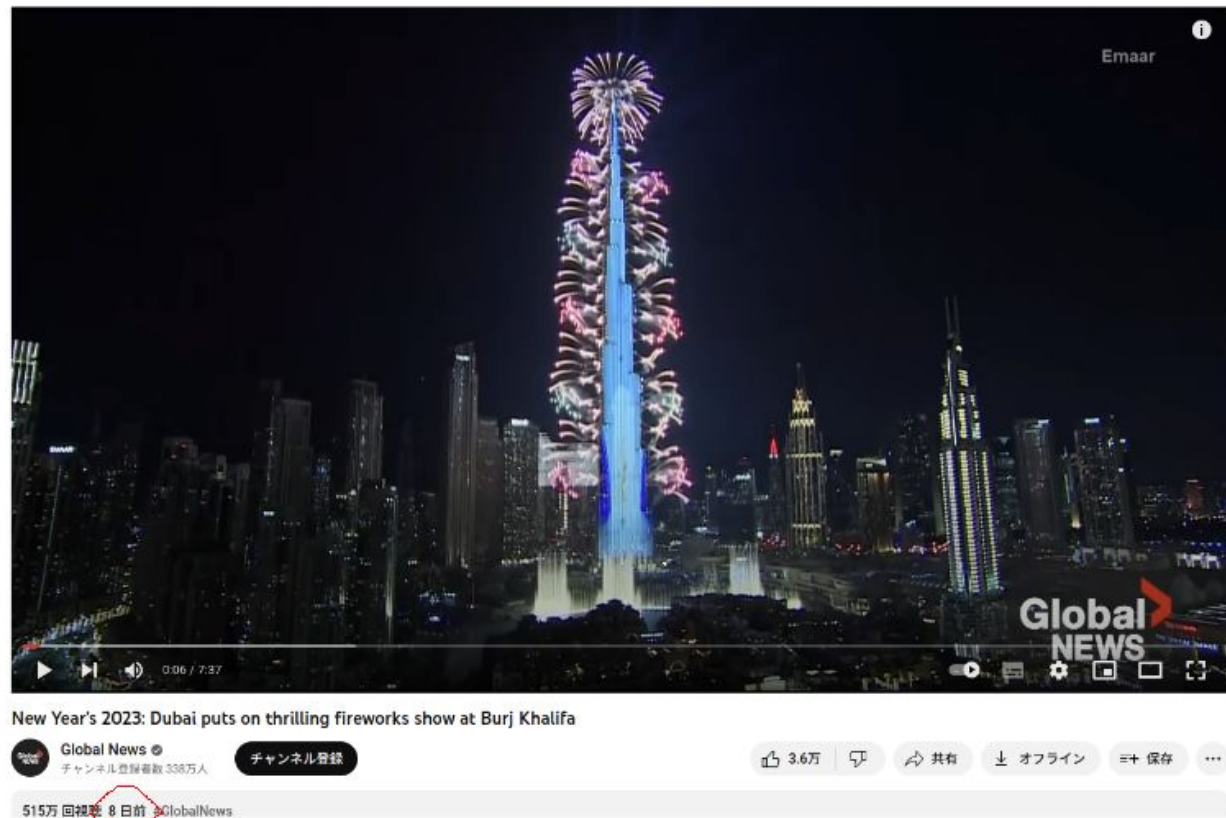 Emaar
Global
NEWS
0:06 / 7:37
New Year's 2023: Dubai puts on thrilling fireworks show at Burj Khalifa
Global News
チャンネル登録者数 338万人
チャンネル登録
3.6万
共有
オフライン
保存
515万 回視聴 8 日前 #GlobalNews